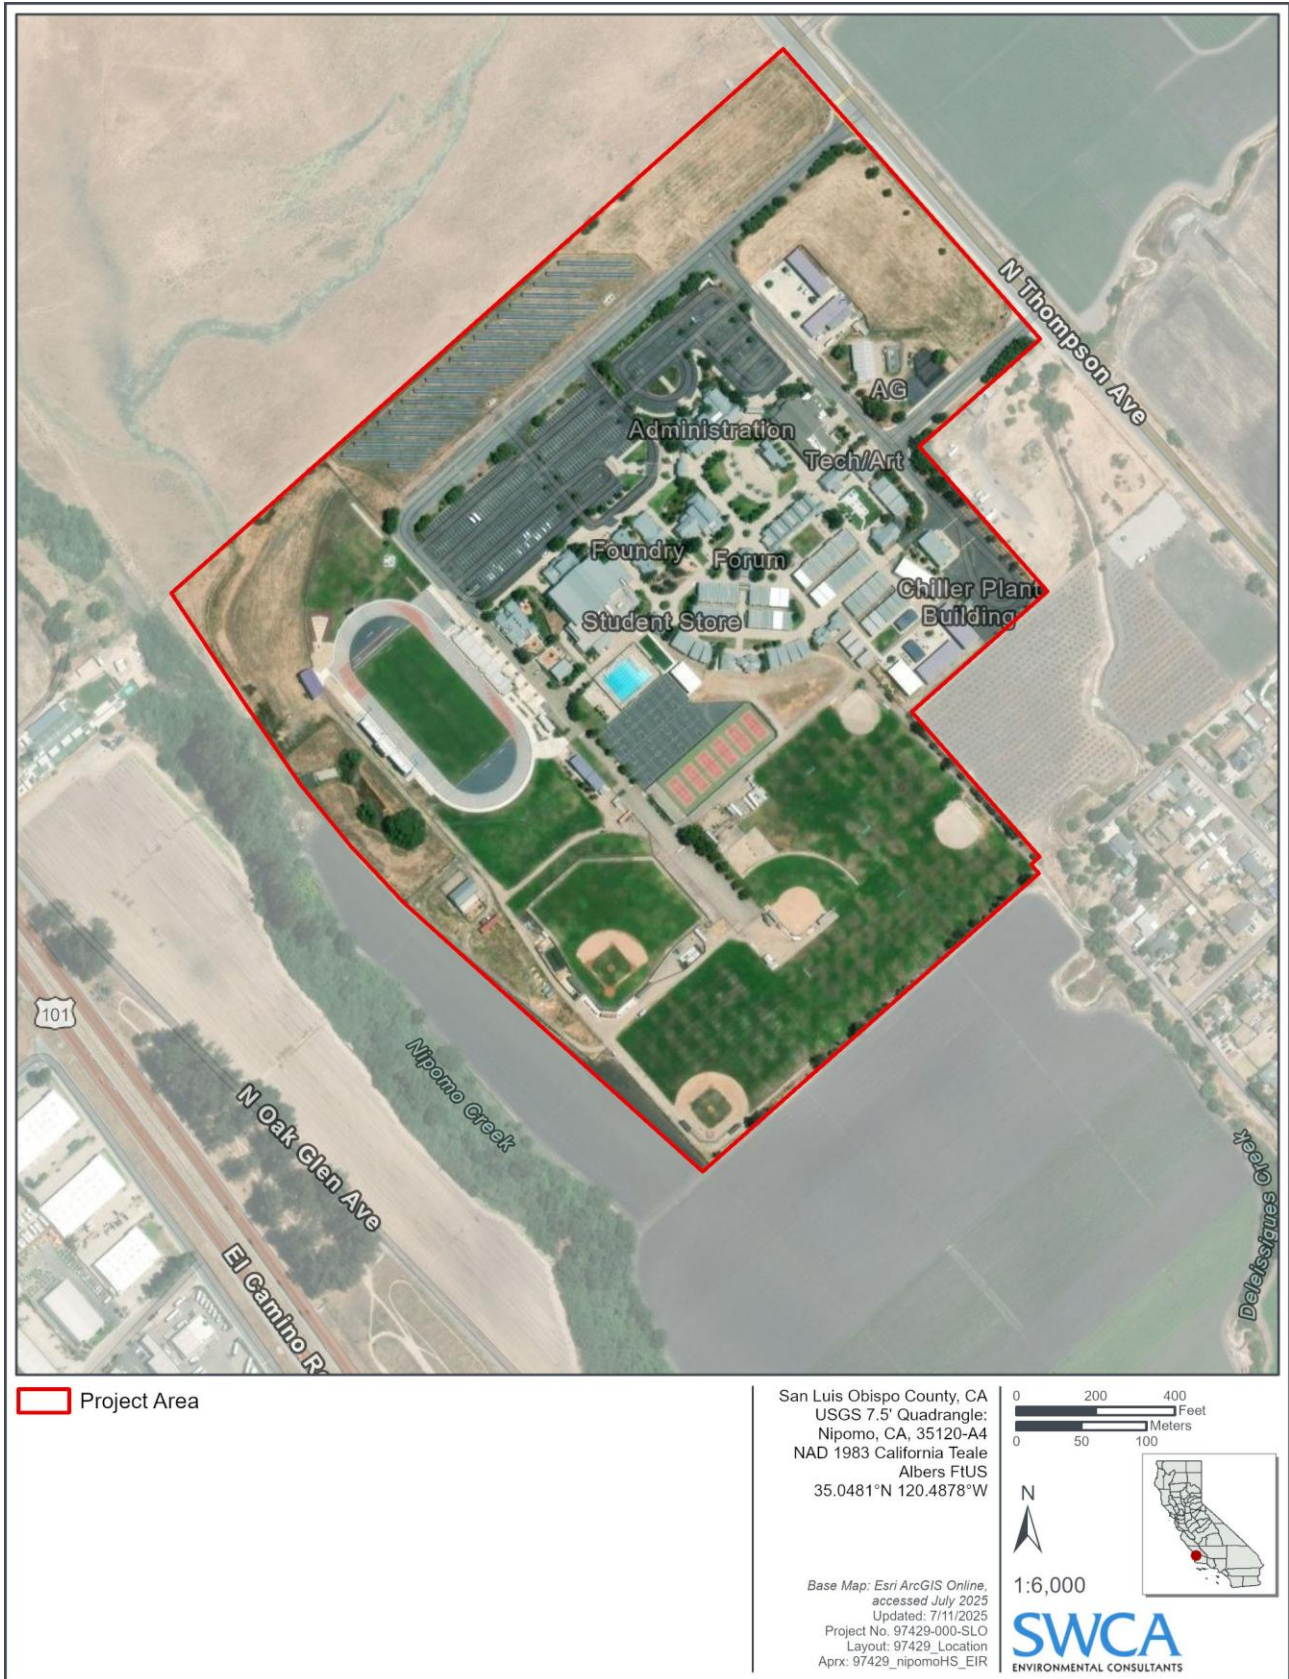 N Thompson Ave
AG
Administration
Tech/Art
Foundry
Forum
Chiller Plant
Building
Student Store
101
Nipomo Creek
N Oak Glen Ave
El Camino Re
Deleissigues Creek
Project Area
San Luis Obispo County, CA
USGS 7.5' Quadrangle:
Nipomo, CA, 35120-A4
NAD 1983 California Teale
Albers FtUS
35.0481°N 120.4878°W
Base Map: Esri ArcGIS Online,
accessed July 2025
Updated: 7/11/2025
Project No. 97429-000-SLO
Layout: 97429_Location
Aprx: 97429_nipomoHS_EIR
0 200 400
Feet
Meters
0 50 100
N
1:6,000
SWCA
ENVIRONMENTAL CONSULTANTS